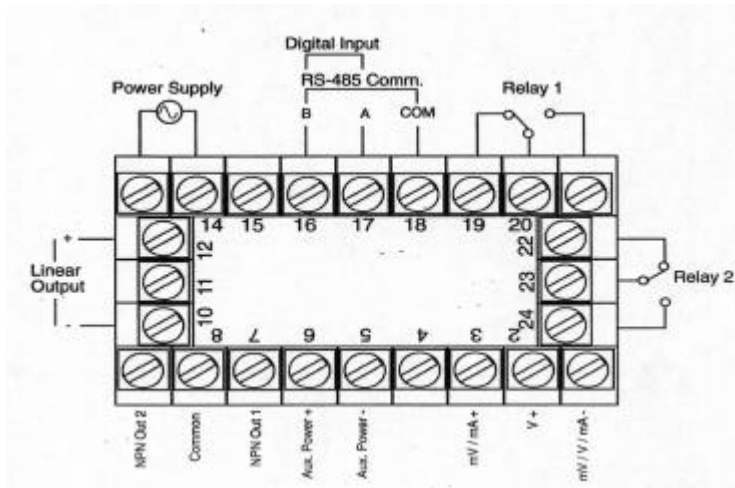 Digital Input
RS-485 Comm.
Power Supply
Relay 1
B A COM
14 15 16 17 18 19 20
12 22
+
Linear
Output
-
11 23
Relay 2
10 24
8 7 6 5 4 3 2
NPN Out 2
Common
NPN Out 1
Aux. Power +
Aux. Power -
mV / mA +
V +
mV / V / mA -